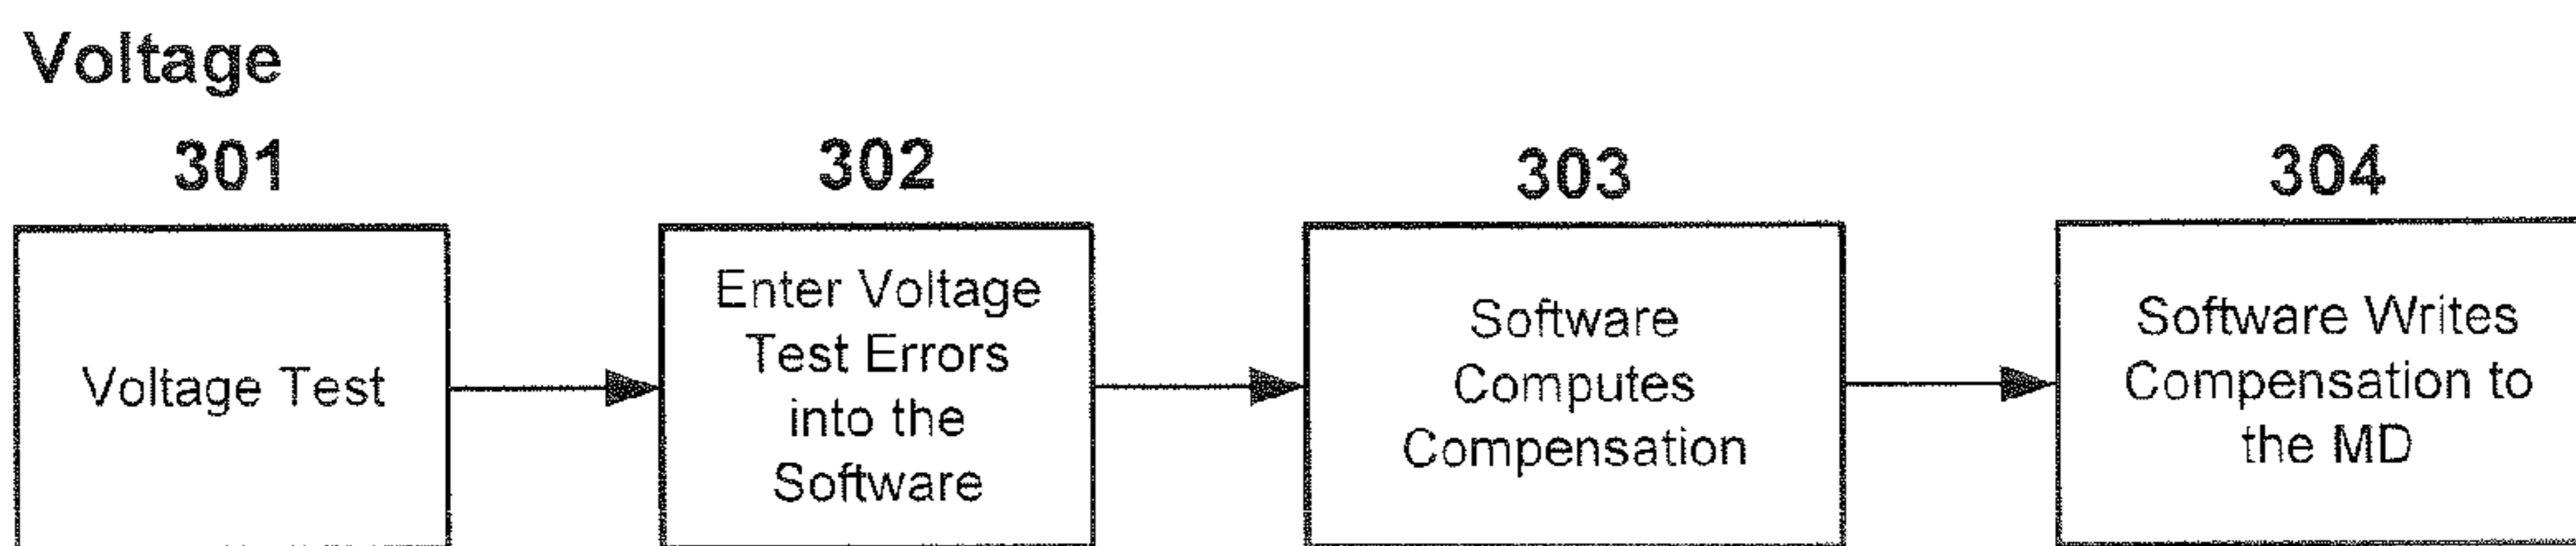 Voltage
301
302
303
304
Voltage Test
Enter Voltage
Test Errors
into the
Software
Software
Computes
Compensation
Software Writes
Compensation to
the MD